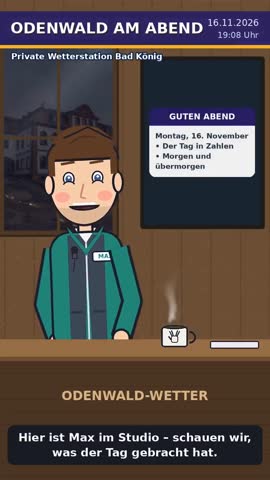 ODENWALD AM ABEND
16.11.2026
19:08 Uhr
Private Wetterstation Bad König
GUTEN ABEND
Montag, 16. November
• Der Tag in Zahlen
• Morgen und
übermorgen
MAX
ODENWALD-WETTER
Hier ist Max im Studio – schauen wir,
was der Tag gebracht hat.